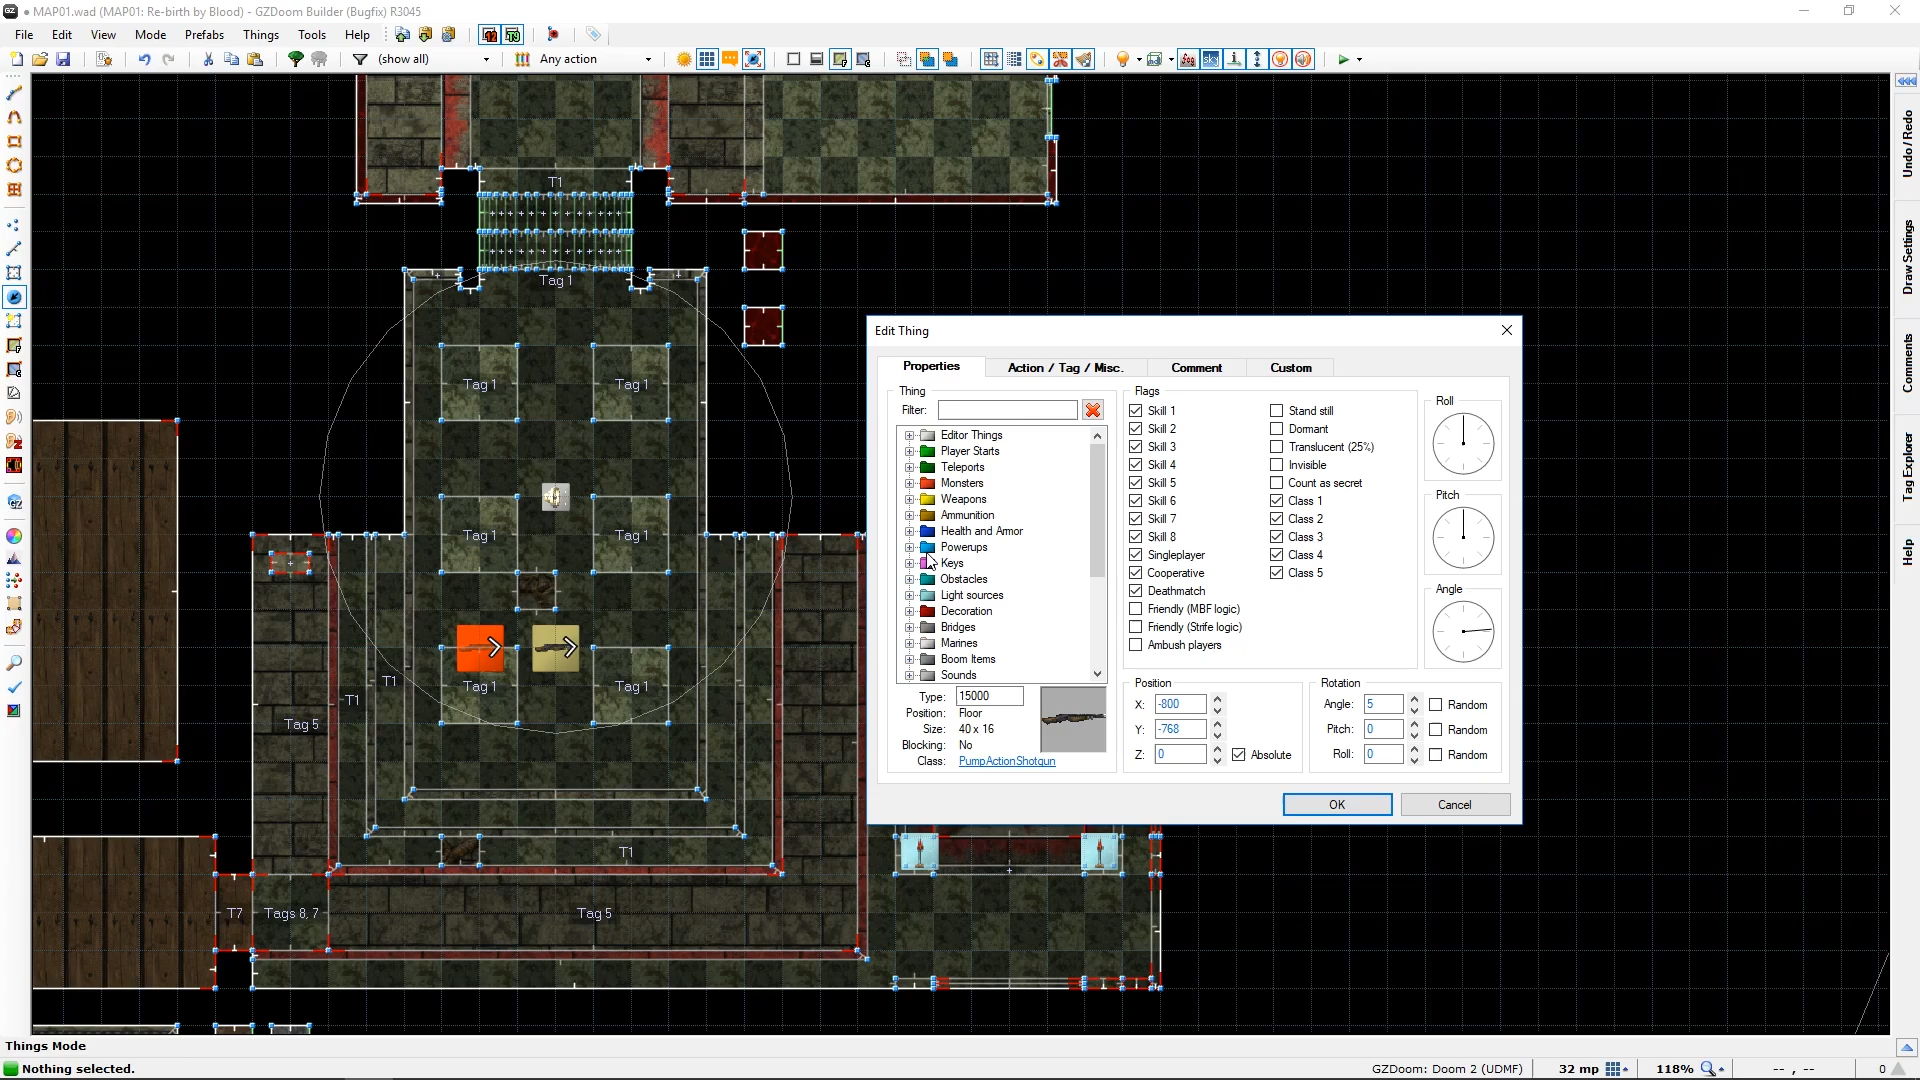 MAP01.wad (MAP01: Re-birth by Blood) - GZDoom Builder (Bugfix) R3045
File Edit View Mode Prefabs Things Tools Help
(show all) Any action
Undo / Redo
Draw Settings
Comments
Tag Explorer
Help
T1
Tag 1
Tag 1 Tag 1
Tag 1 Tag 1
Tag 1 Tag 1
T1
T1
Tag 5
T1
T7 Tags 8, 7 Tag 5
Edit Thing
Properties Action / Tag / Misc. Comment Custom
Thing
Filter:
Editor Things
Player Starts
Teleports
Monsters
Weapons
Ammunition
Health and Amor
Powerups
Keys
Obstacles
Light sources
Decoration
Bridges
Marines
Boom Items
Sounds
Type: 15000
Position: Floor
Size: 40 x 16
Blocking: No
Class: PumpActionShotgun
Flags
Skill 1
Skill 2
Skill 3
Skill 4
Skill 5
Skill 6
Skill 7
Skill 8
Singleplayer
Cooperative
Deathmatch
Friendly (MBF logic)
Friendly (Strife logic)
Ambush players
Stand still
Dormant
Translucent (25%)
Invisible
Count as secret
Class 1
Class 2
Class 3
Class 4
Class 5
Roll
Pitch
Angle
Position
X: -800
Y: -768
Z: 0 Absolute
Rotation
Angle: 5 Random
Pitch: 0 Random
Roll: 0 Random
OK Cancel
Things Mode
Nothing selected.
GZDoom: Doom 2 (UDMF) 32 mp 118% -- , -- 0